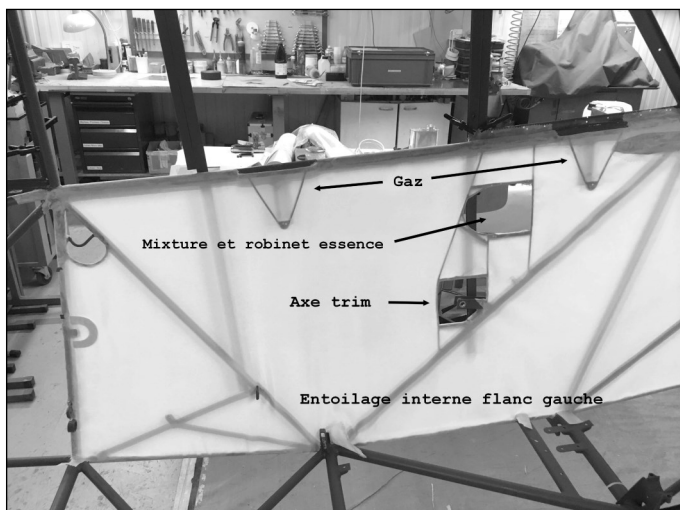 Gaz
Mixture et robinet essence
Axe trim
Entoilage interne flanc gauche